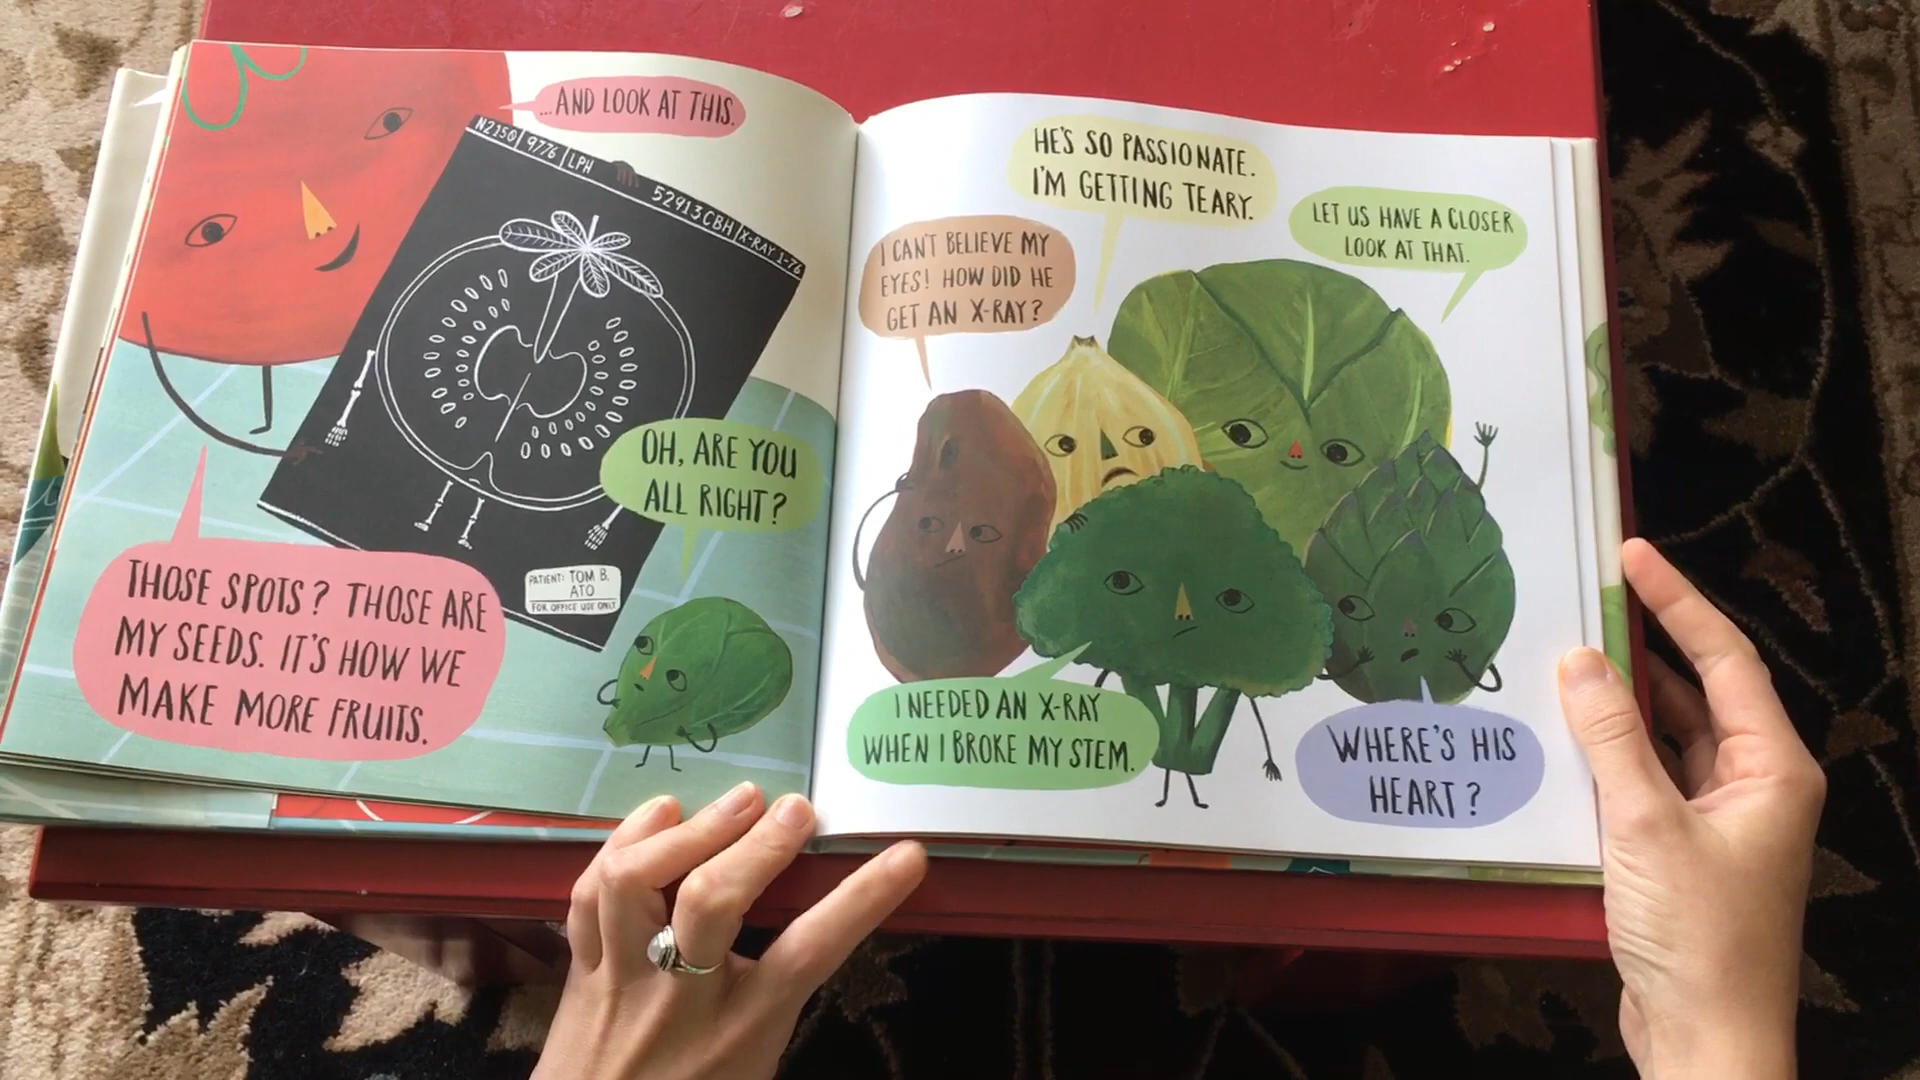 ...AND LOOK AT THIS.
N2150 | 9776 | LPH 52913CBH | X-RAY 1-76
OH, ARE YOU
ALL RIGHT?
PATIENT: TOM B.
ATO
FOR OFFICE USE ONLY
THOSE SPOTS? THOSE ARE
MY SEEDS. IT'S HOW WE
MAKE MORE FRUITS.
HE'S SO PASSIONATE.
I'M GETTING TEARY.
LET US HAVE A CLOSER
LOOK AT THAT.
I CAN'T BELIEVE MY
EYES! HOW DID HE
GET AN X-RAY?
I NEEDED AN X-RAY
WHEN I BROKE MY STEM.
WHERE'S HIS
HEART?